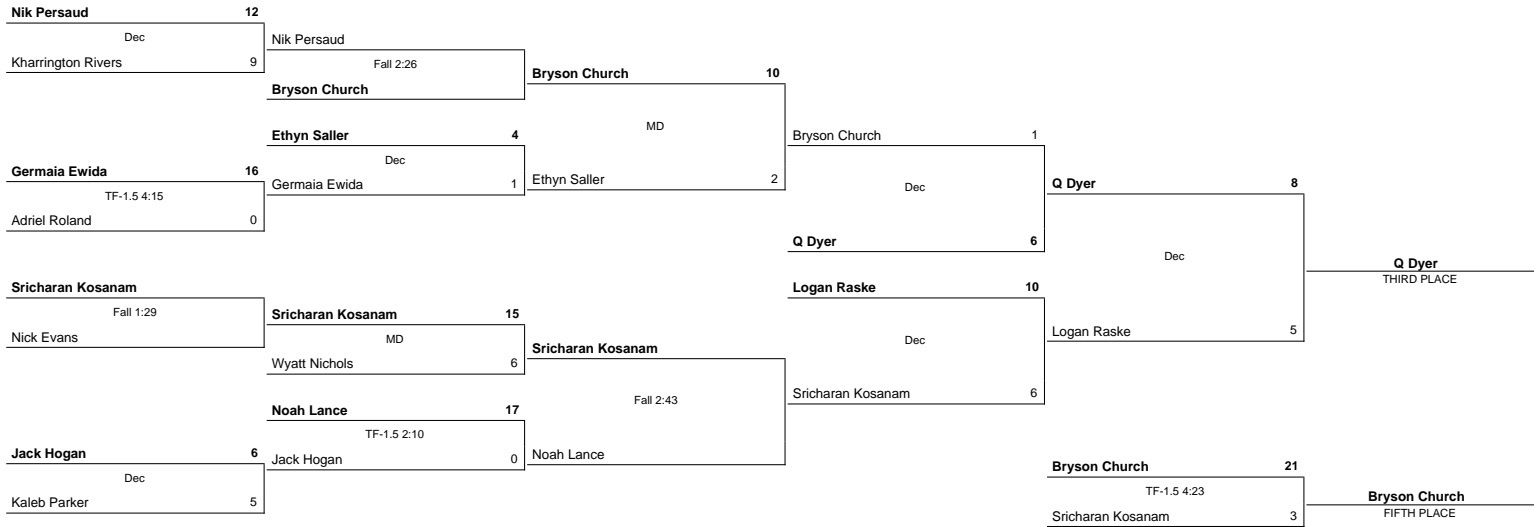 Nik Persaud 12
Dec
Kharrington Rivers 9
Germaia Ewida 16
TF-1.5 4:15
Adriel Roland 0
Sricharan Kosanam
Fall 1:29
Nick Evans
Jack Hogan 6
Dec
Kaleb Parker 5
Nik Persaud
Fall 2:26
Bryson Church
Ethyn Saller 4
Dec
Germaia Ewida 1
Sricharan Kosanam 15
MD
Wyatt Nichols 6
Noah Lance 17
TF-1.5 2:10
Jack Hogan 0
Bryson Church 10
MD
Ethyn Saller 2
Sricharan Kosanam
Fall 2:43
Noah Lance
Bryson Church 1
Dec
Q Dyer 6
Logan Raske 10
Dec
Sricharan Kosanam 6
Q Dyer 8
Dec
Logan Raske 5
Bryson Church 21
TF-1.5 4:23
Sricharan Kosanam 3
Q Dyer
THIRD PLACE
Bryson Church
FIFTH PLACE